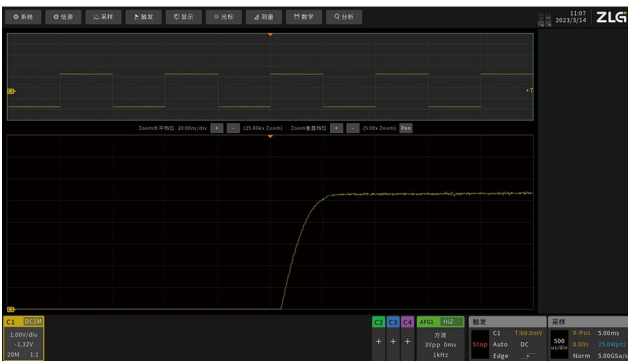 系统 信源 采样 触发 显示 光标 测量 数学 分析
11:07
2023/3/14
ZLG
T
Zoom水平档位 20.00ns/div + - (25.00kx Zoom) Zoom垂直档位 + - (5.00x Zoom) Pan
C1 DC1M
1.00V/div
-1.32V
20M 1:1
C2 C3 C4
+ + +
AFG1 HiZ
方波
3Vpp 0mv
1kHz
触发
C1 T:60.0mV
Stop Auto DC
Edge
采样
500 us/div
X-Pos 5.00ms
0.00s 25.0Mpts
Norm 5.00GSa/s